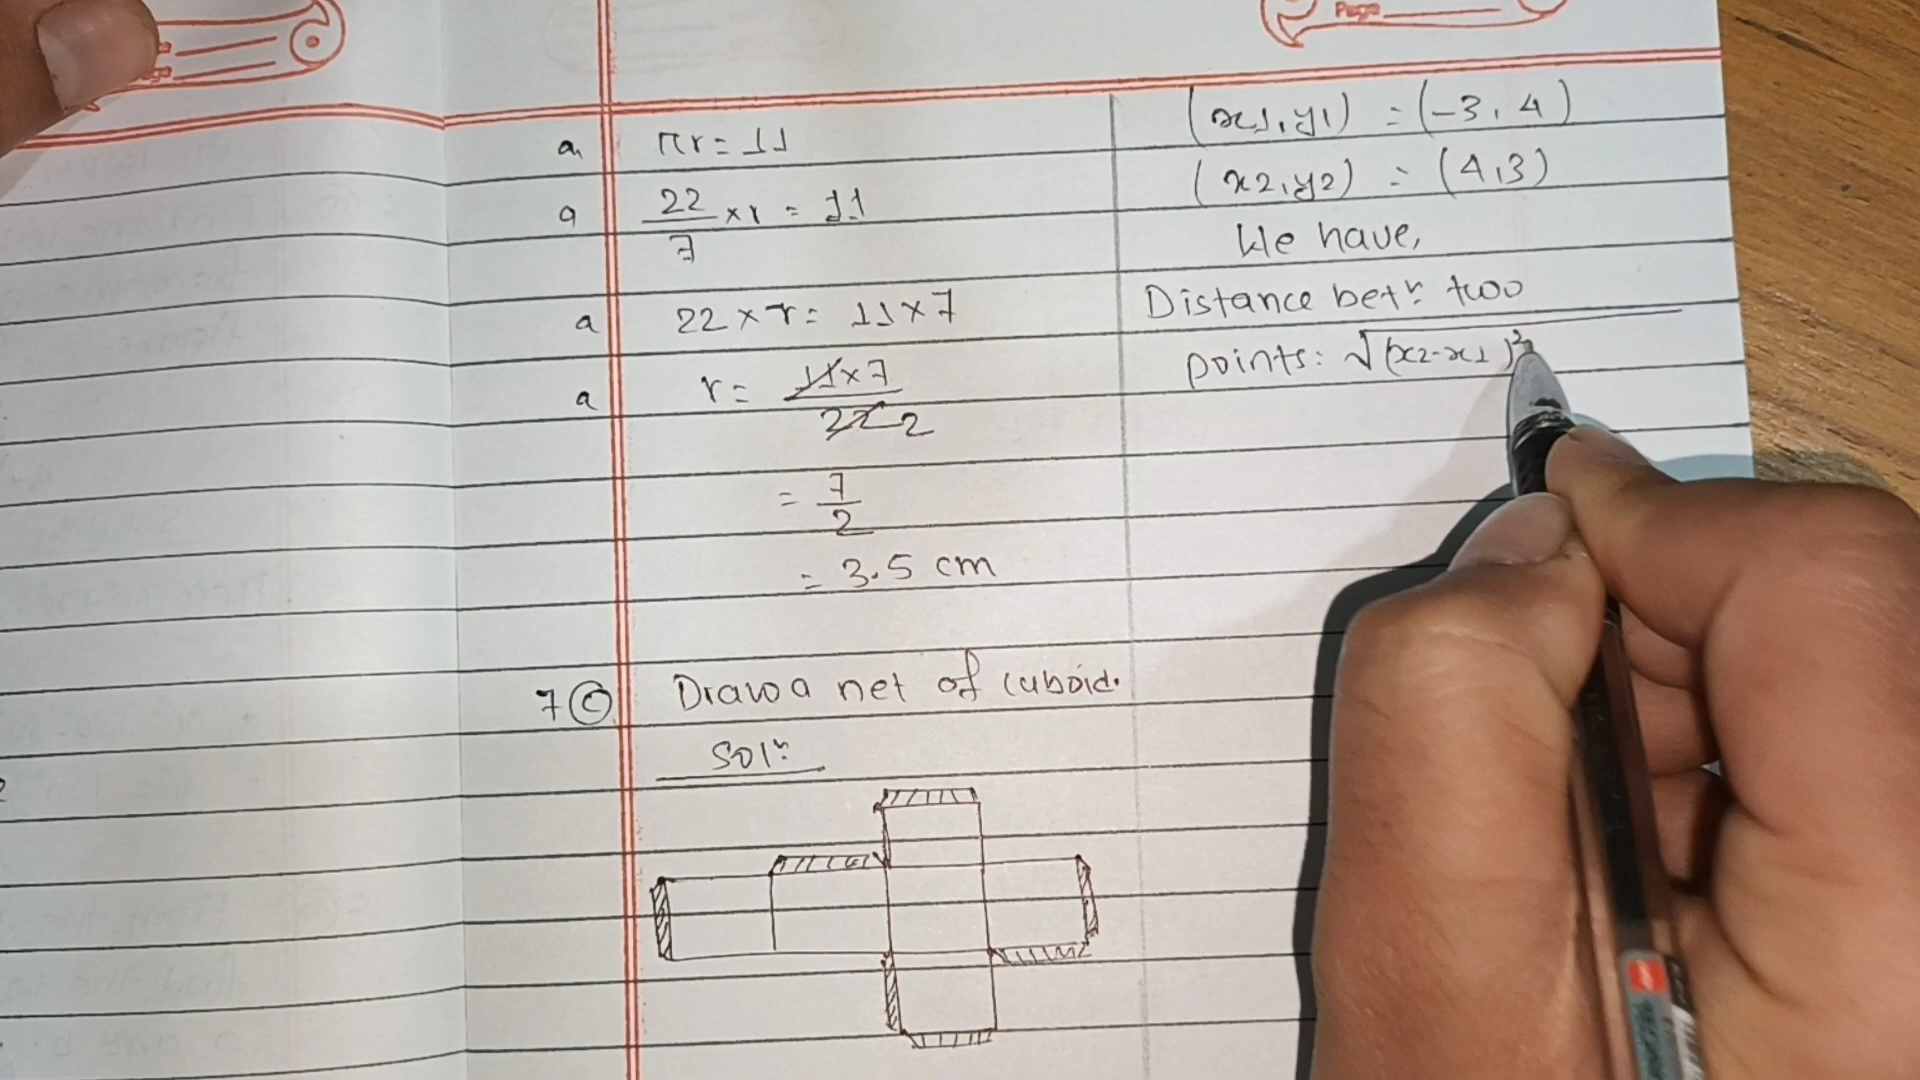 Page
a, πr = 11
a 22/7 × r = 11
a 22 × r = 11 × 7
a r = 11 × 7 / 22 2
= 7/2
= 3.5 cm
7 (C) Draw a net of cuboid.
Solⁿ:
(x1, y1) = (-3, 4)
(x2, y2) = (4, 3)
We have,
Distance betⁿ two
points: √(x2-x1)²